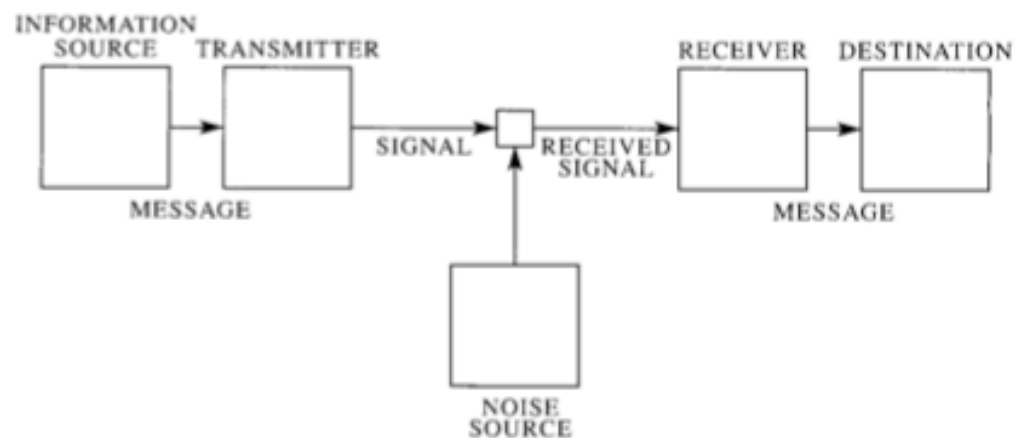 INFORMATION
SOURCE
TRANSMITTER
RECEIVER
DESTINATION
SIGNAL
RECEIVED
SIGNAL
MESSAGE
MESSAGE
NOISE
SOURCE